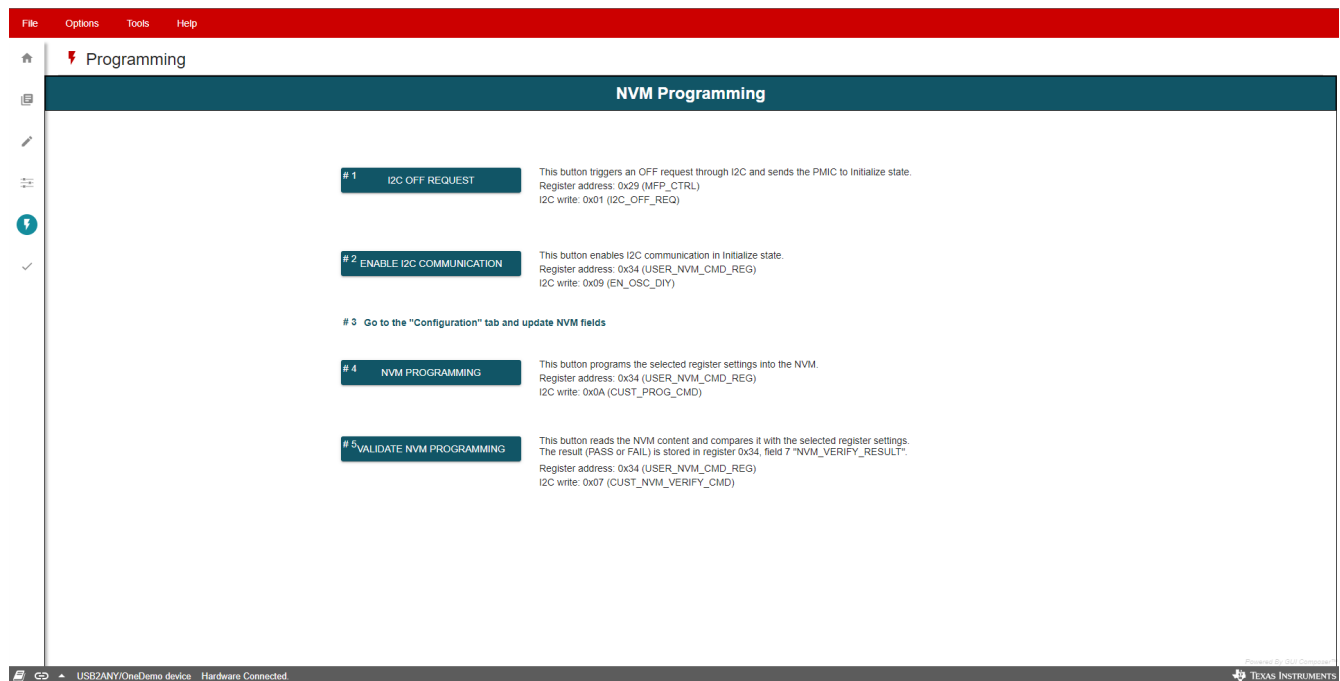 File Options Tools Help
Programming
NVM Programming
# 1 I2C OFF REQUEST
This button triggers an OFF request through I2C and sends the PMIC to Initialize state.
Register address: 0x29 (MFP_CTRL)
I2C write: 0x01 (I2C_OFF_REQ)
# 2 ENABLE I2C COMMUNICATION
This button enables I2C communication in Initialize state.
Register address: 0x34 (USER_NVM_CMD_REG)
I2C write: 0x09 (EN_OSC_DIY)
# 3 Go to the "Configuration" tab and update NVM fields
# 4 NVM PROGRAMMING
This button programs the selected register settings into the NVM.
Register address: 0x34 (USER_NVM_CMD_REG)
I2C write: 0x0A (CUST_PROG_CMD)
# 5 VALIDATE NVM PROGRAMMING
This button reads the NVM content and compares it with the selected register settings.
The result (PASS or FAIL) is stored in register 0x34, field 7 "NVM_VERIFY_RESULT".
Register address: 0x34 (USER_NVM_CMD_REG)
I2C write: 0x07 (CUST_NVM_VERIFY_CMD)
Powered By GUI Composer™
USB2ANY/OneDemo device Hardware Connected.
TEXAS INSTRUMENTS